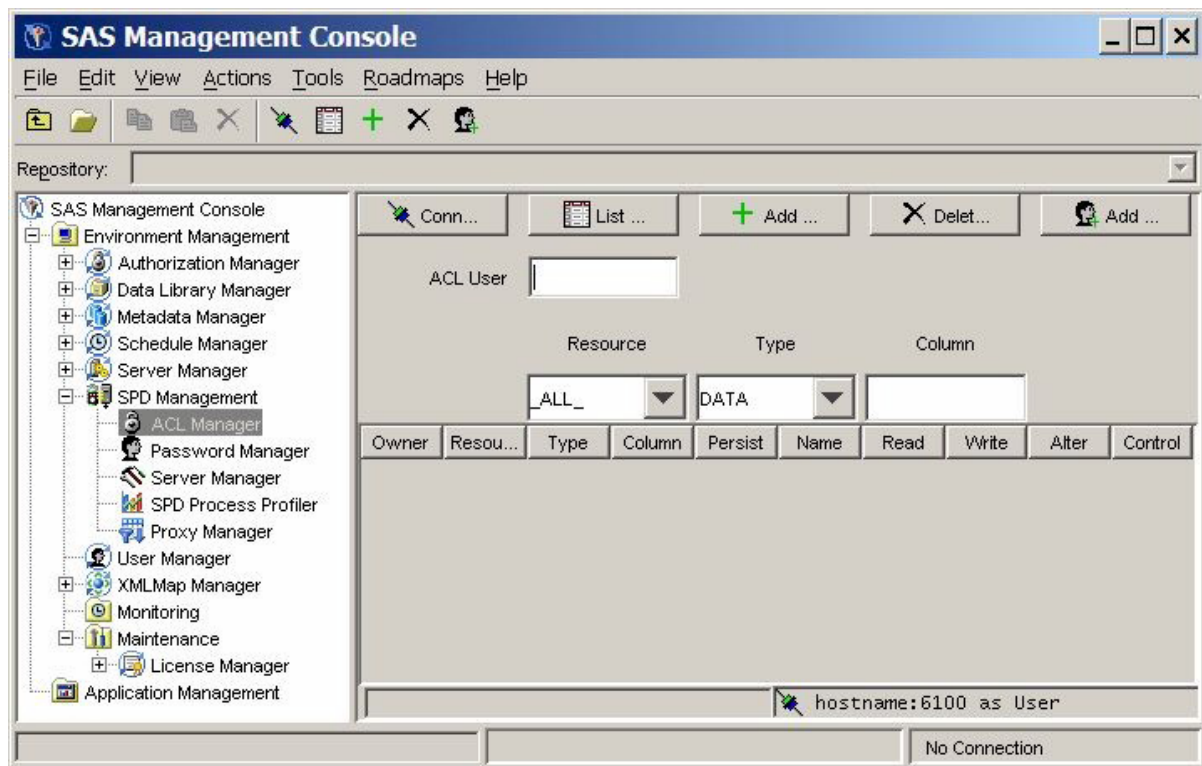 SAS Management Console
File Edit View Actions Tools Roadmaps Help
Repository:
SAS Management Console
Environment Management
Authorization Manager
Data Library Manager
Metadata Manager
Schedule Manager
Server Manager
SPD Management
ACL Manager
Password Manager
Server Manager
SPD Process Profiler
Proxy Manager
User Manager
XMLMap Manager
Monitoring
Maintenance
License Manager
Application Management
Conn... List ... Add ... Delet... Add ...
ACL User
Resource Type Column
_ALL_ DATA
Owner Resou... Type Column Persist Name Read Write Alter Control
hostname:6100 as User
No Connection